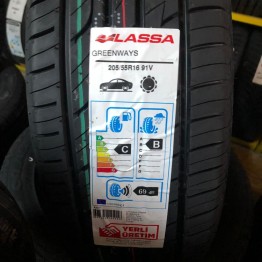 LASSA
GREENWAYS
205/55R16 91V
C
B
69 dB
YERLİ
ÜRETİM